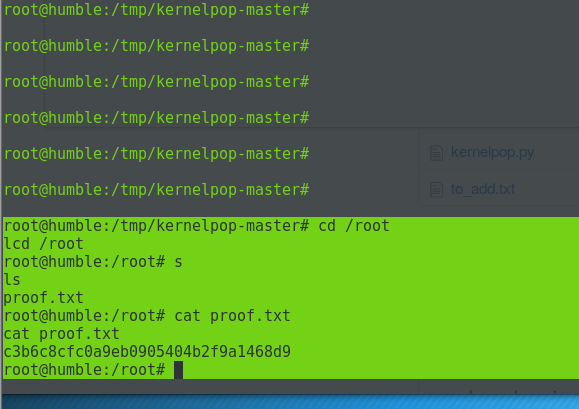 root@humble:/tmp/kernelpop-master#
root@humble:/tmp/kernelpop-master#
root@humble:/tmp/kernelpop-master#
root@humble:/tmp/kernelpop-master#
root@humble:/tmp/kernelpop-master#
kernelpop.py
root@humble:/tmp/kernelpop-master#
to_add.txt
root@humble:/tmp/kernelpop-master# cd /root
lcd /root
root@humble:/root# s
ls
proof.txt
root@humble:/root# cat proof.txt
cat proof.txt
c3b6c8cfc0a9eb0905404b2f9a1468d9
root@humble:/root#